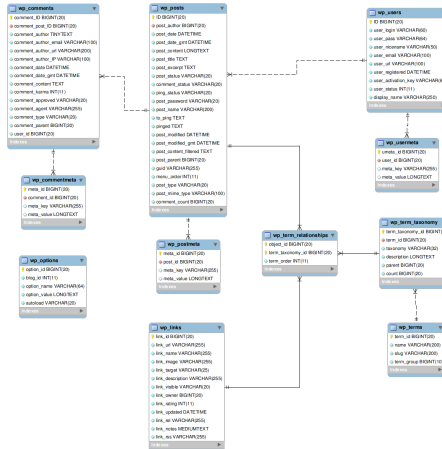 wp_comments
comment_ID BIGINT(20)
comment_post_ID BIGINT(20)
comment_author TINYTEXT
comment_author_email VARCHAR(100)
comment_author_url VARCHAR(200)
comment_author_IP VARCHAR(100)
comment_date DATETIME
comment_date_gmt DATETIME
comment_content TEXT
comment_karma INT(11)
comment_approved VARCHAR(20)
comment_agent VARCHAR(255)
comment_type VARCHAR(20)
comment_parent BIGINT(20)
user_id BIGINT(20)
Indexes
wp_posts
ID BIGINT(20)
post_author BIGINT(20)
post_date DATETIME
post_date_gmt DATETIME
post_content LONGTEXT
post_title TEXT
post_excerpt TEXT
post_status VARCHAR(20)
comment_status VARCHAR(20)
ping_status VARCHAR(20)
post_password VARCHAR(20)
post_name VARCHAR(200)
to_ping TEXT
pinged TEXT
post_modified DATETIME
post_modified_gmt DATETIME
post_content_filtered TEXT
post_parent BIGINT(20)
guid VARCHAR(255)
menu_order INT(11)
post_type VARCHAR(20)
post_mime_type VARCHAR(100)
comment_count BIGINT(20)
Indexes
wp_users
ID BIGINT(20)
user_login VARCHAR(60)
user_pass VARCHAR(64)
user_nicename VARCHAR(50)
user_email VARCHAR(100)
user_url VARCHAR(100)
user_registered DATETIME
user_activation_key VARCHAR(6
user_status INT(11)
display_name VARCHAR(250)
Indexes
wp_usermeta
umeta_id BIGINT(20)
user_id BIGINT(20)
meta_key VARCHAR(255)
meta_value LONGTEXT
Indexes
wp_commentmeta
meta_id BIGINT(20)
comment_id BIGINT(20)
meta_key VARCHAR(255)
meta_value LONGTEXT
Indexes
wp_term_taxonomy
term_taxonomy_id BIGINT(
term_id BIGINT(20)
taxonomy VARCHAR(32)
description LONGTEXT
parent BIGINT(20)
count BIGINT(20)
Indexes
wp_term_relationships
object_id BIGINT(20)
term_taxonomy_id BIGINT(20)
term_order INT(11)
Indexes
wp_postmeta
meta_id BIGINT(20)
post_id BIGINT(20)
meta_key VARCHAR(255)
meta_value LONGTEXT
Indexes
wp_options
option_id BIGINT(20)
blog_id INT(11)
option_name VARCHAR(64)
option_value LONGTEXT
autoload VARCHAR(20)
Indexes
wp_links
link_id BIGINT(20)
link_url VARCHAR(255)
link_name VARCHAR(255)
link_image VARCHAR(255)
link_target VARCHAR(25)
link_description VARCHAR(255)
link_visible VARCHAR(20)
link_owner BIGINT(20)
link_rating INT(11)
link_updated DATETIME
link_rel VARCHAR(255)
link_notes MEDIUMTEXT
link_rss VARCHAR(255)
Indexes
wp_terms
term_id BIGINT(20)
name VARCHAR(200)
slug VARCHAR(200)
term_group BIGINT(10
Indexes